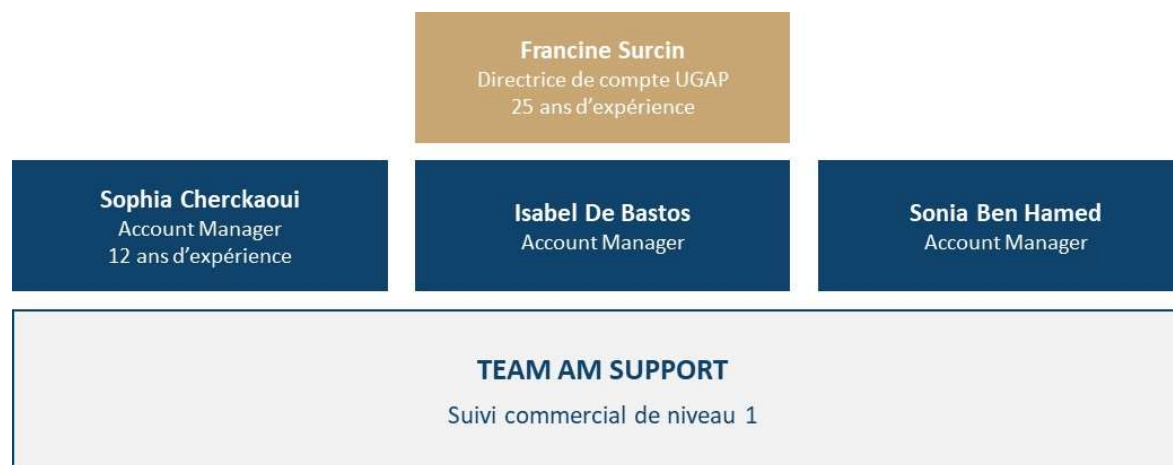 Francine Surcin
Directrice de compte UGAP
25 ans d'expérience
Sophia Cherckaoui
Account Manager
12 ans d'expérience
Isabel De Bastos
Account Manager
Sonia Ben Hamed
Account Manager
TEAM AM SUPPORT
Suivi commercial de niveau 1